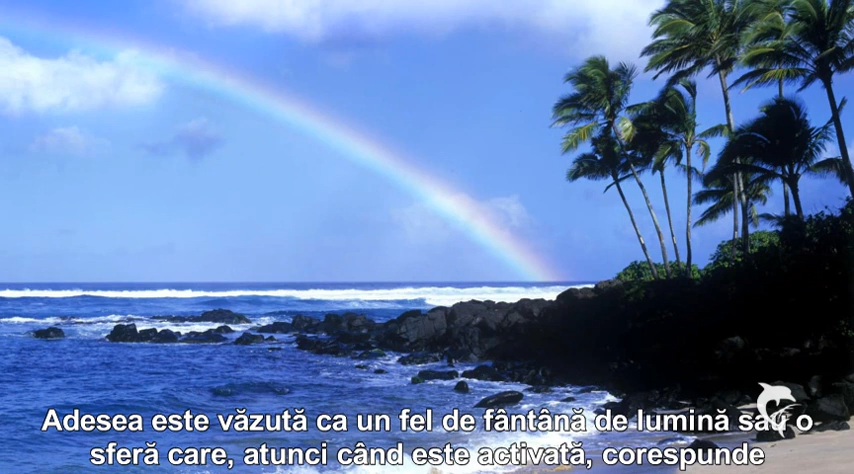 Adesea este văzută ca un fel de fântână de lumină sau o
sferă care, atunci când este activată, corespunde